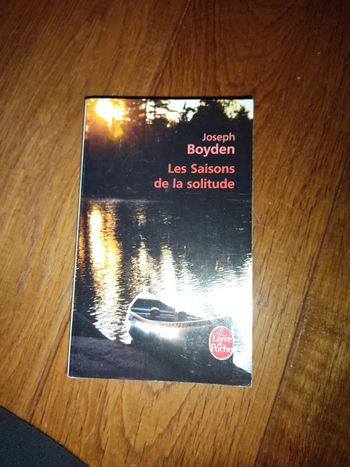 Joseph
Boyden
Les Saisons
de la solitude
Le
Livre
de
Poche